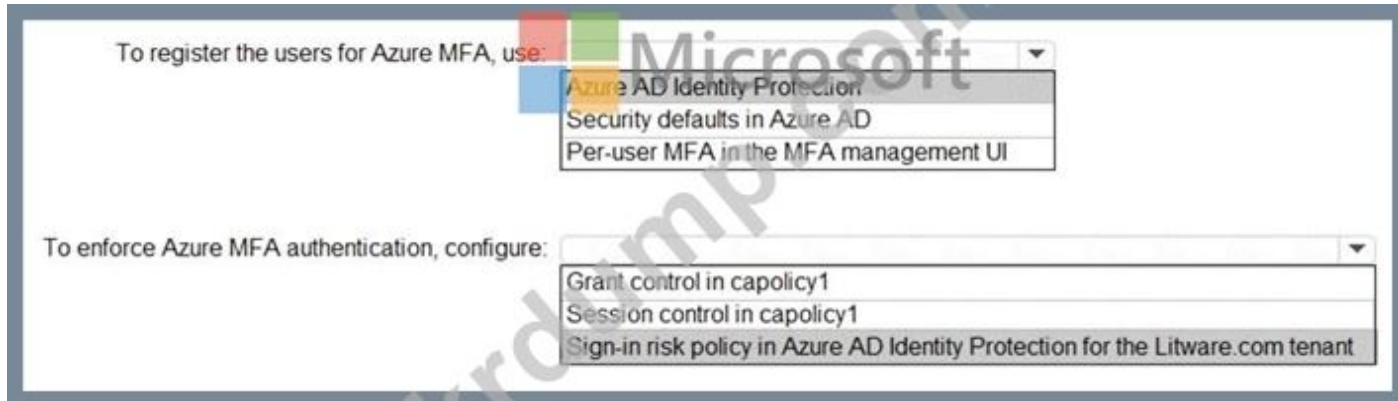 Microsoft
To register the users for Azure MFA, use:
Azure AD Identity Protection
Security defaults in Azure AD
Per-user MFA in the MFA management UI
To enforce Azure MFA authentication, configure:
Grant control in capolicy1
Session control in capolicy1
Sign-in risk policy in Azure AD Identity Protection for the Litware.com tenant